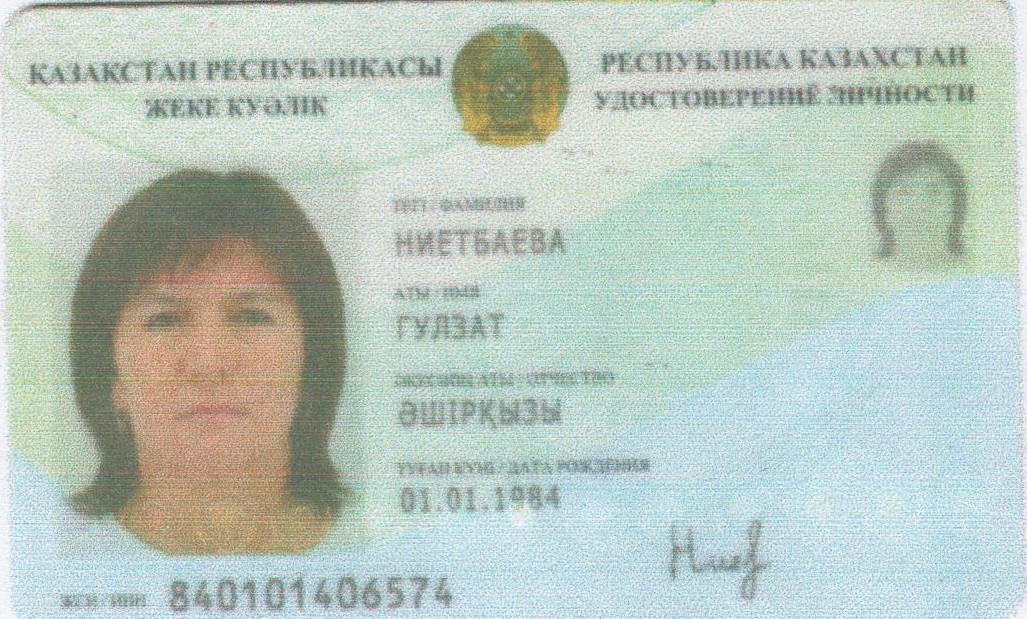 ҚАЗАҚСТАН РЕСПУБЛИКАСЫ
ЖЕКЕ КУӘЛІК
РЕСПУБЛИКА КАЗАХСТАН
УДОСТОВЕРЕНИЕ ЛИЧНОСТИ
ТЕГІ / ФАМИЛИЯ
НИЕТБАЕВА
АТЫ / ИМЯ
ГУЛЗАТ
ӘКЕСІНІҢ АТЫ / ОТЧЕСТВО
ӘШІРҚЫЗЫ
ТУҒАН КҮНІ / ДАТА РОЖДЕНИЯ
01.01.1984
ЖСН / ИИН 840101406574
Ниет